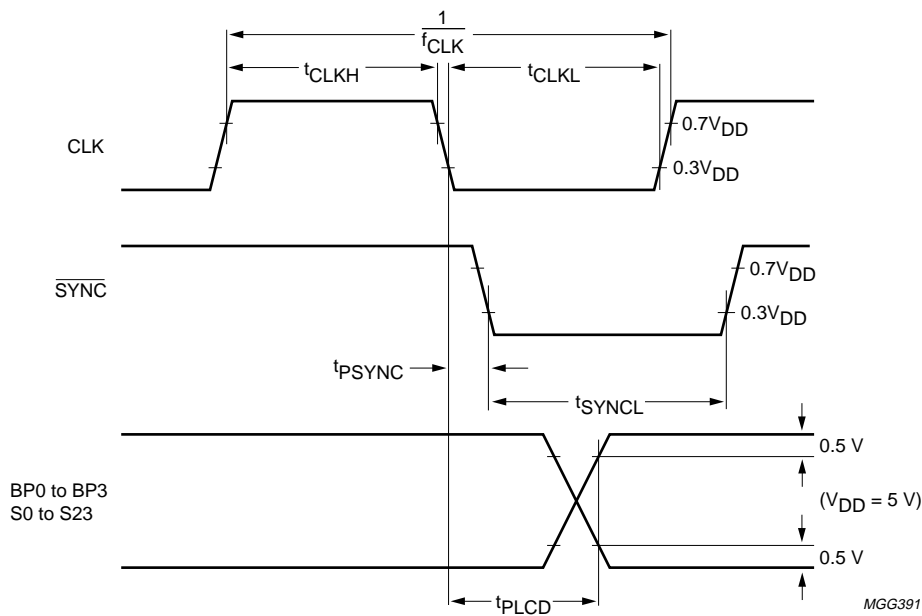 1
fCLK
tCLKH
tCLKL
CLK
0.7VDD
0.3VDD
SYNC
0.7VDD
0.3VDD
tPSYNC
tSYNCL
BP0 to BP3
S0 to S23
0.5 V
(VDD = 5 V)
0.5 V
tPLCD
MGG391